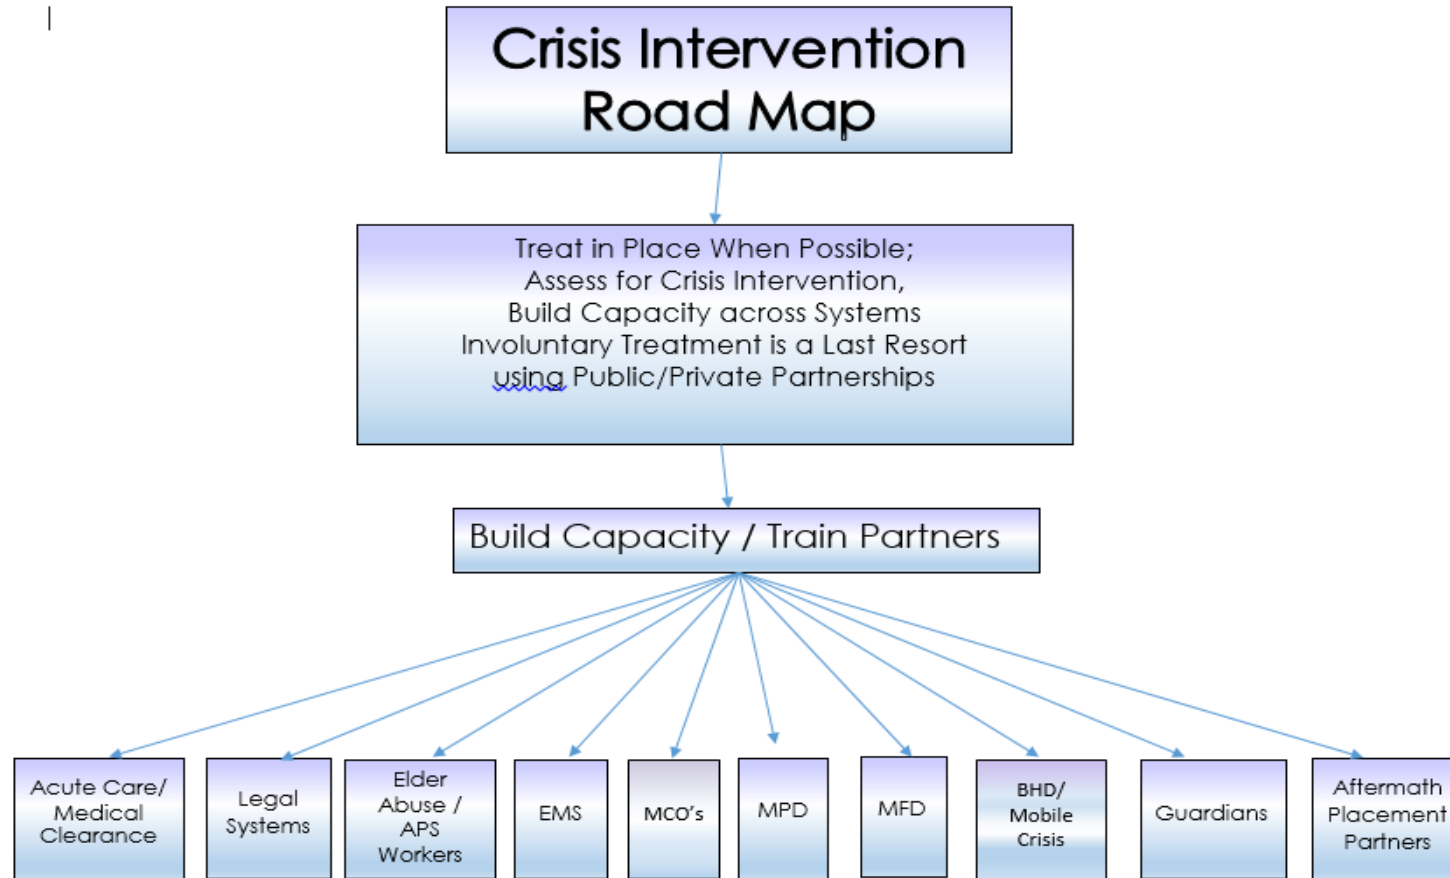 Crisis Intervention
Road Map
Treat in Place When Possible;
Assess for Crisis Intervention,
Build Capacity across Systems
Involuntary Treatment is a Last Resort
using Public/Private Partnerships
Build Capacity / Train Partners
Acute Care/
Medical
Clearance
Legal
Systems
Elder
Abuse /
APS
Workers
EMS
MCO's
MPD
MFD
BHD/
Mobile
Crisis
Guardians
Aftermath
Placement
Partners